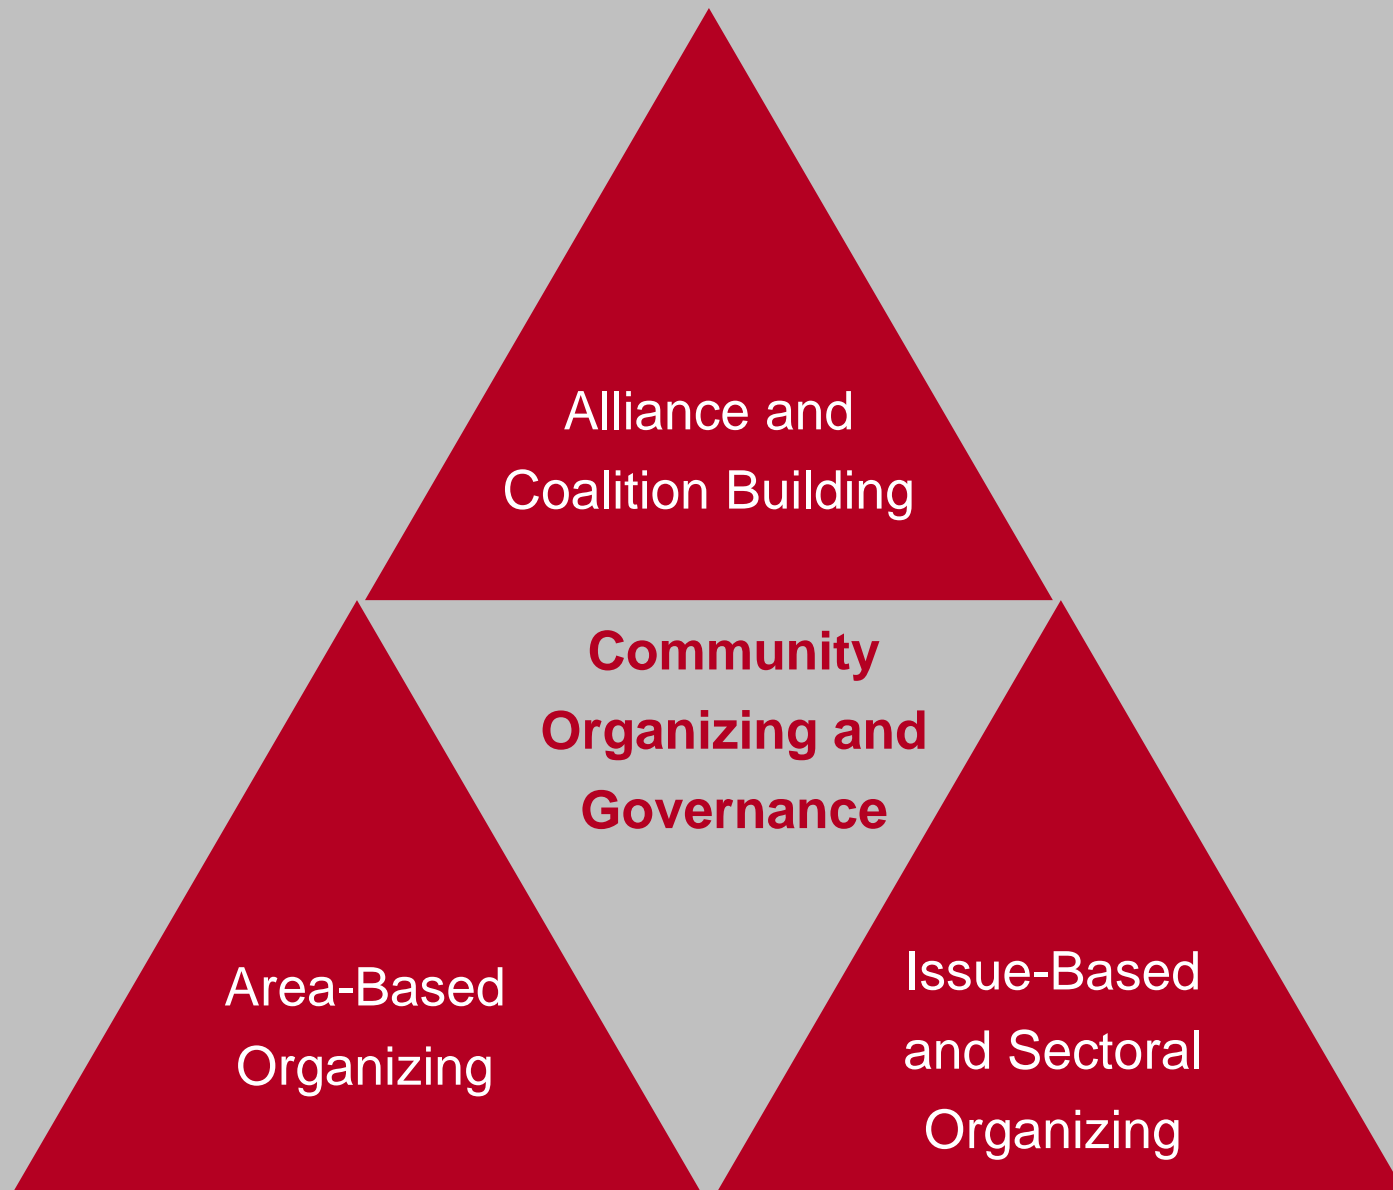 Alliance and
Coalition Building
Community
Organizing and
Governance
Area-Based
Organizing
Issue-Based
and Sectoral
Organizing